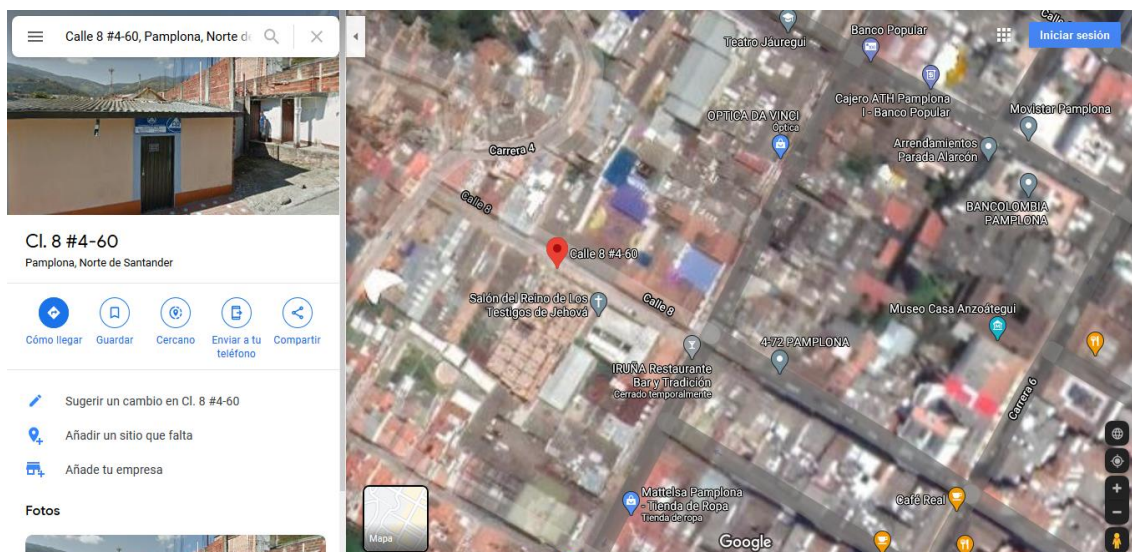 Calle 8 #4-60, Pamplona, Norte d
Cl. 8 #4-60
Pamplona, Norte de Santander
Cómo llegar
Guardar
Cercano
Enviar a tu
teléfono
Compartir
Sugerir un cambio en Cl. 8 #4-60
Añadir un sitio que falta
Añade tu empresa
Fotos
Teatro Jáuregui
Banco Popular
Calle
Iniciar sesión
Cajero ATH Pamplona
I - Banco Popular
Movistar Pamplona
OPTICA DA VINCI
Óptica
Arrendamientos
Parada Alarcón
Carrera 4
BANCOLOMBIA
PAMPLONA
Calle 8
Calle 8 #4-60
Salón del Reino de Los
Testigos de Jehová
Calle 8
Museo Casa Anzoátegui
4-72 PAMPLONA
IRUÑA Restaurante
Bar y Tradición
Cerrado temporalmente
Carrera 6
Mattelsa Pamplona
- Tienda de Ropa
Tienda de ropa
Café Real
Mapa
Google